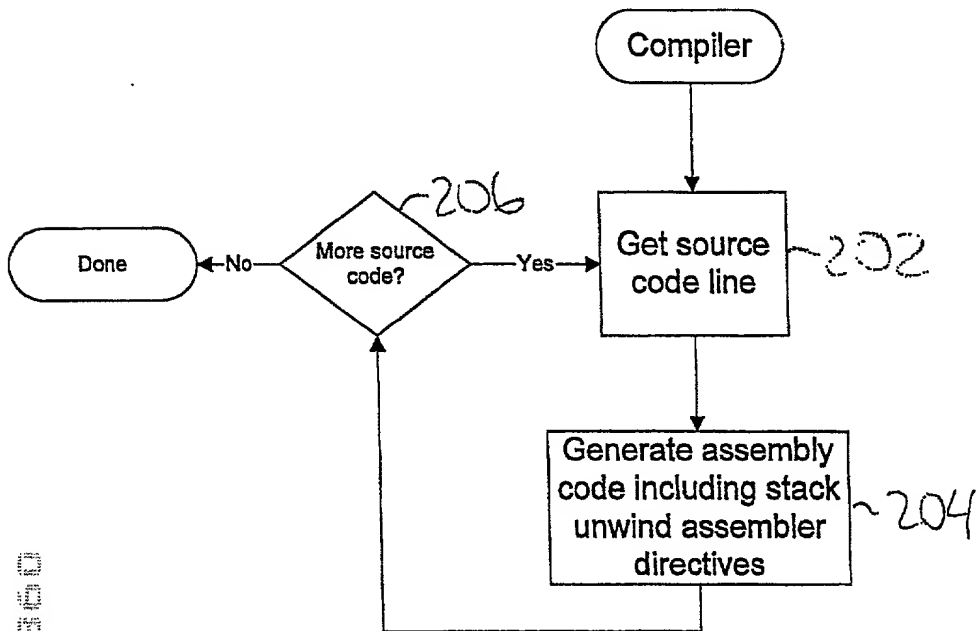 Compiler
206
More source
code?
Done
No
Yes
Get source
code line
202
Generate assembly
code including stack
unwind assembler
directives
204
360